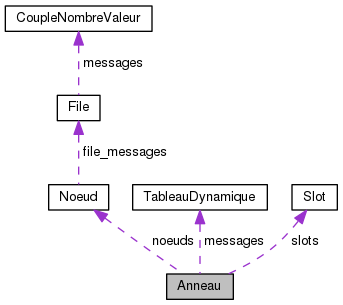 CoupleNombreValeur
messages
File
file_messages
Noeud
TableauDynamique
Slot
noeuds
messages
slots
Anneau